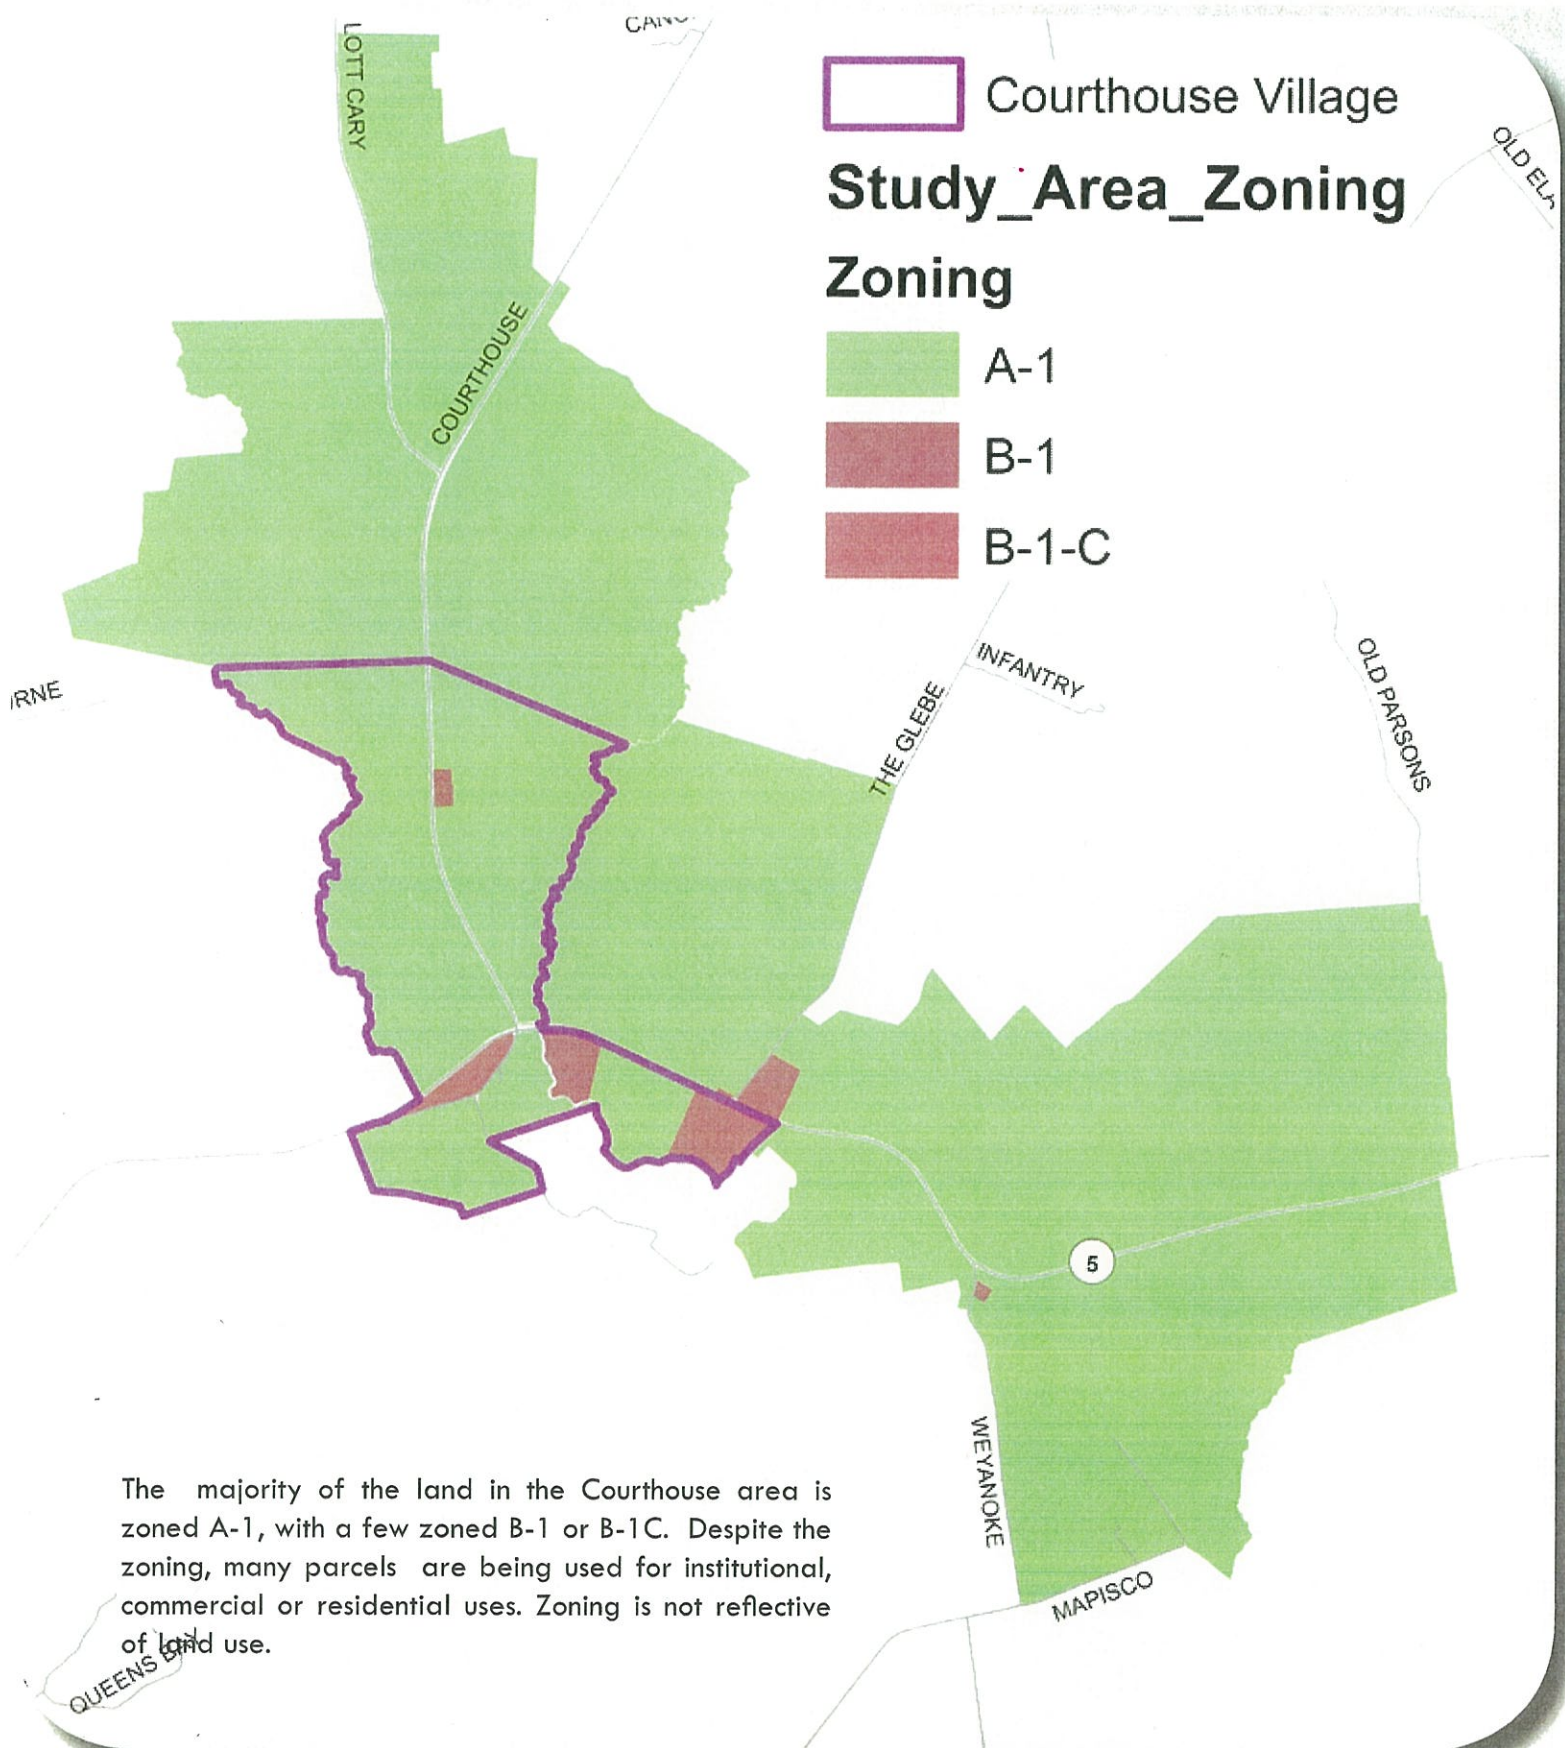 LOTT CARY
Courthouse Village
Study_Area_Zoning
Zoning
A-1
B-1
B-1-C
COURTHOUSE
INFANTRY
THE GLEBE
OLD PARSONS
5
WEYANOKE
MAPISCO
The majority of the land in the Courthouse area is
zoned A-1, with a few zoned B-1 or B-1C. Despite the
zoning, many parcels are being used for institutional,
commercial or residential uses. Zoning is not reflective
of land use.
QUEENS